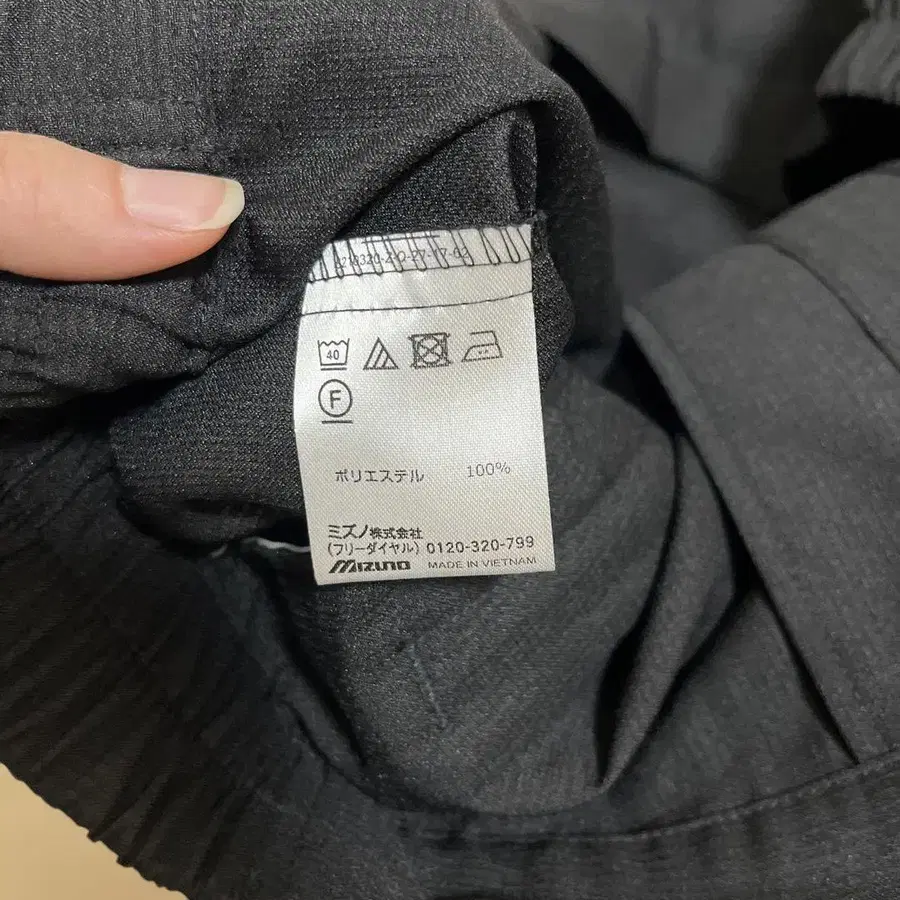 40
F
ポリエステル 100%
ミズノ株式会社
(フリーダイヤル) 0120-320-799
MIZUNO MADE IN VIETNAM